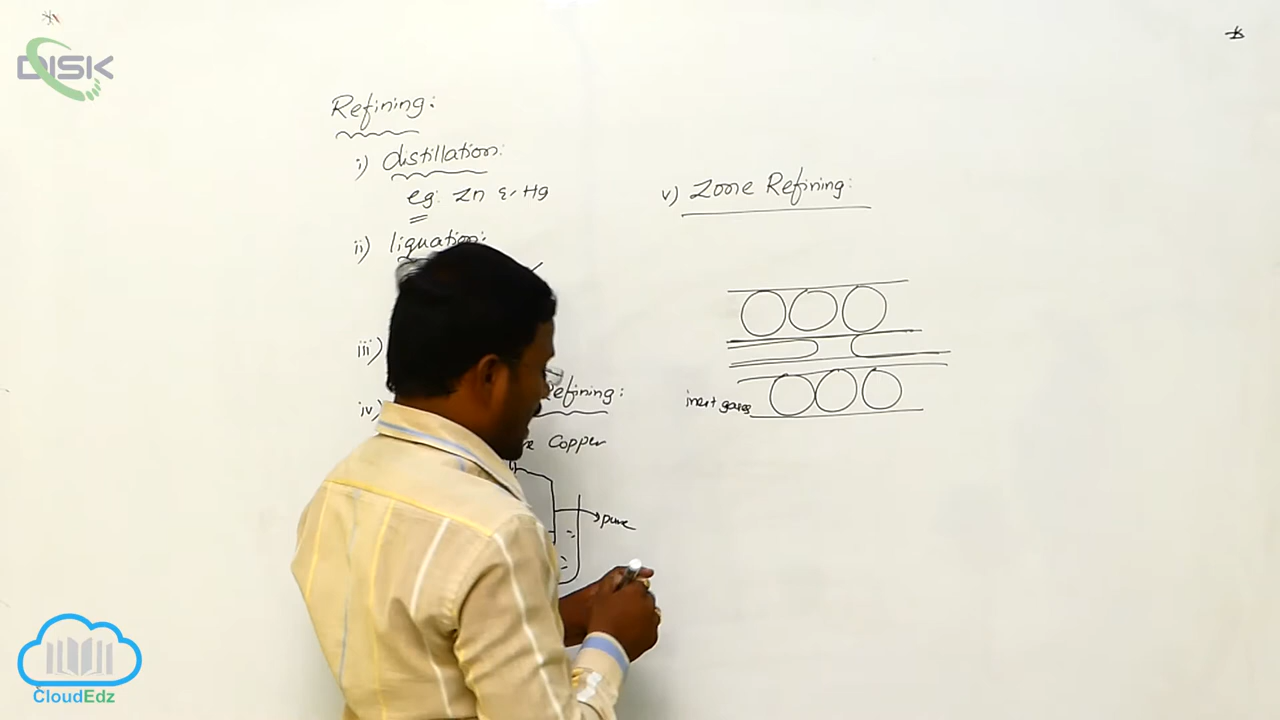 DISK
Refining:
i) distillation:
eg: Zn & Hg
ii) liquation:
iii)
iv) Refining:
Copper
pure
v) Zone Refining:
inert gases
CloudEdz